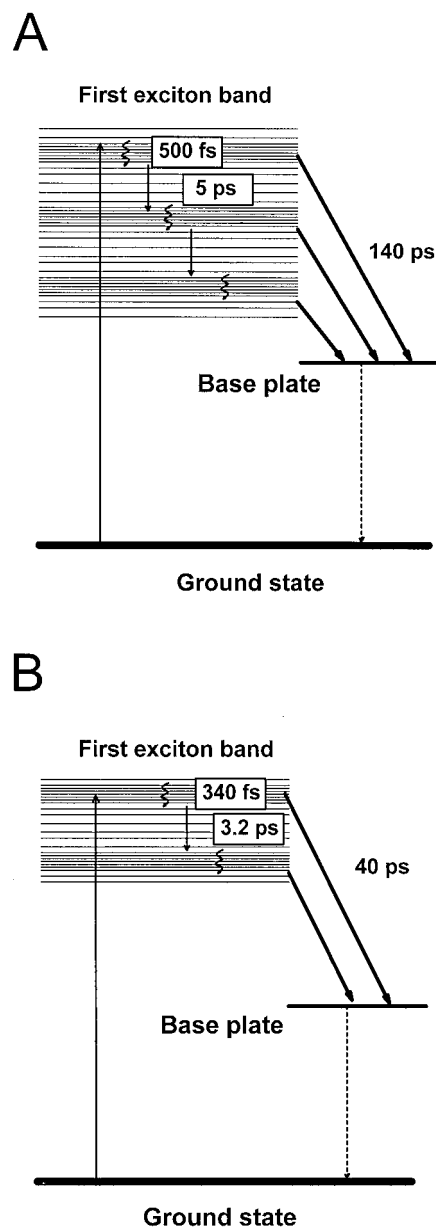 A
First exciton band
500 fs
5 ps
140 ps
Base plate
Ground state
B
First exciton band
340 fs
3.2 ps
40 ps
Base plate
Ground state